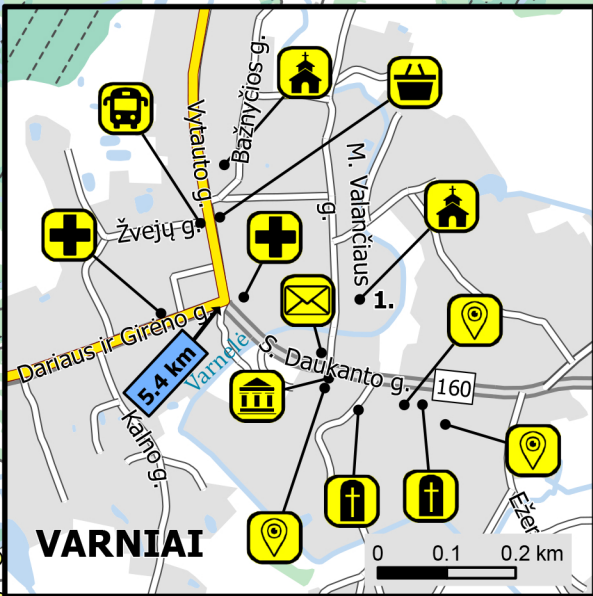 Bažnyčios g.
Vytauto g.
M. Valančiaus
g.
Žvejų g.
1.
Dariaus ir Girėno g.
5.4 km
Varnelė
S. Daukanto g.
160
Kalno g.
Ežer
VARNIAI
0 0.1 0.2 km